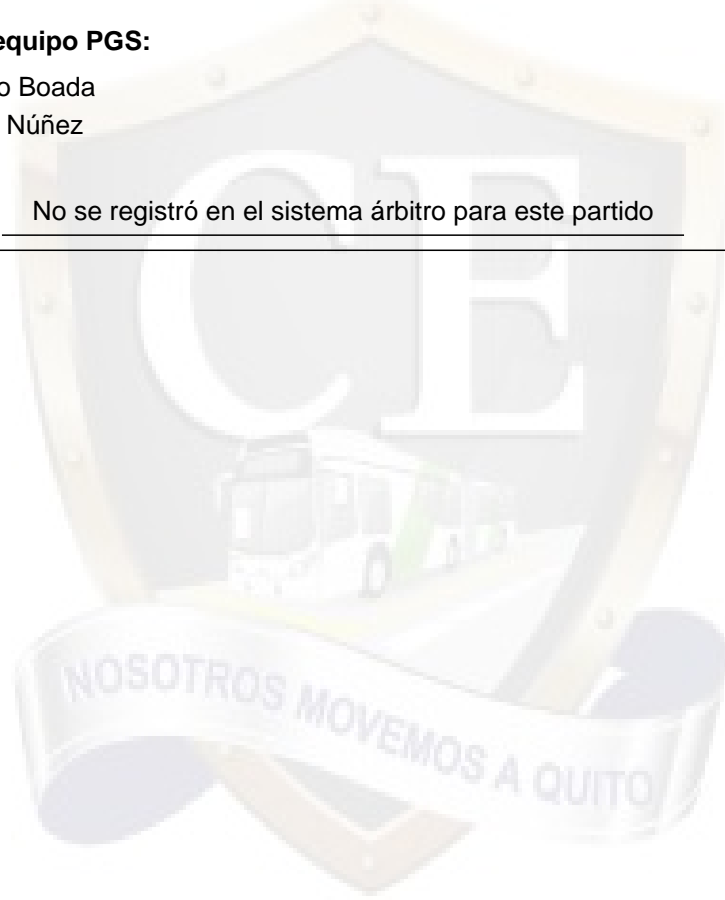 equipo PGS:
o Boada
Núñez
No se registró en el sistema árbitro para este partido
CE
NOSOTROS MOVEMOS A QUITO